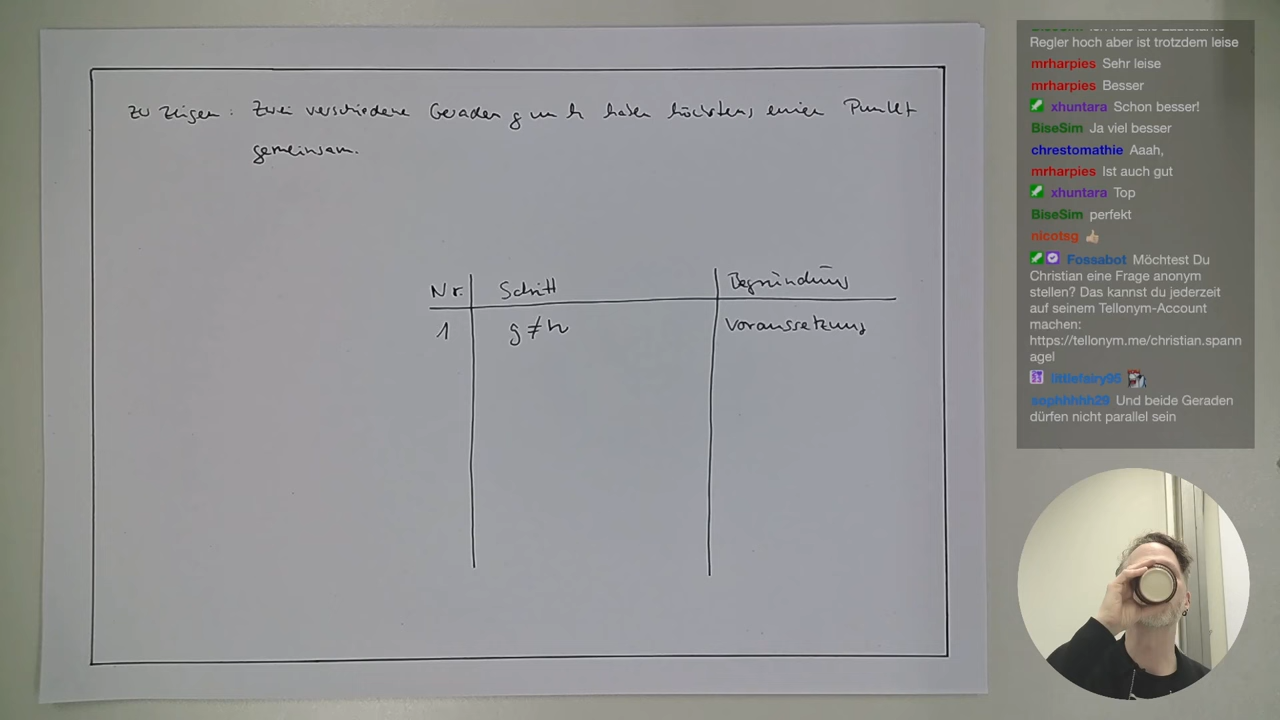 zu zeigen: Zwei verschiedene Geraden g und h haben höchstens einen Punkt
gemeinsam.
Nr. Schritt Begründung
1 g ≠ h Voraussetzung
Regler hoch aber ist trotzdem leise
mrharpies Sehr leise
mrharpies Besser
xhuntara Schon besser!
BiseSim Ja viel besser
chrestomathie Aaah,
mrharpies Ist auch gut
xhuntara Top
BiseSim perfekt
nicotsg
Fossabot Möchtest Du
Christian eine Frage anonym
stellen? Das kannst du jederzeit
auf seinem Tellonym-Account
machen:
https://tellonym.me/christian.spann
agel
littlefairy95
sophhhhh29 Und beide Geraden
dürfen nicht parallel sein